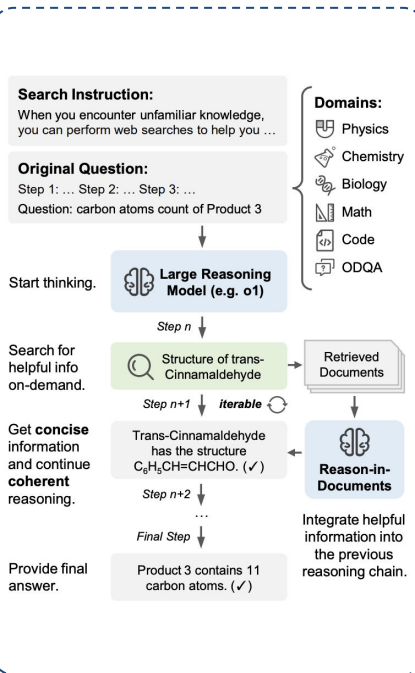 Search Instruction:
When you encounter unfamiliar knowledge,
you can perform web searches to help you …
Original Question:
Step 1: … Step 2: … Step 3: …
Question: carbon atoms count of Product 3
Domains:
Physics
Chemistry
Biology
Math
Code
ODQA
Start thinking.
Large Reasoning
Model (e.g. o1)
Step n
Search for
helpful info
on-demand.
Structure of trans-
Cinnamaldehyde
Retrieved
Documents
Step n+1
iterable
Get concise
information
and continue
coherent
reasoning.
Trans-Cinnamaldehyde
has the structure
C₆H₅CH=CHCHO. (✓)
Reason-in-
Documents
Step n+2
…
Integrate helpful
information into
the previous
reasoning chain.
Final Step
Provide final
answer.
Product 3 contains 11
carbon atoms. (✓)